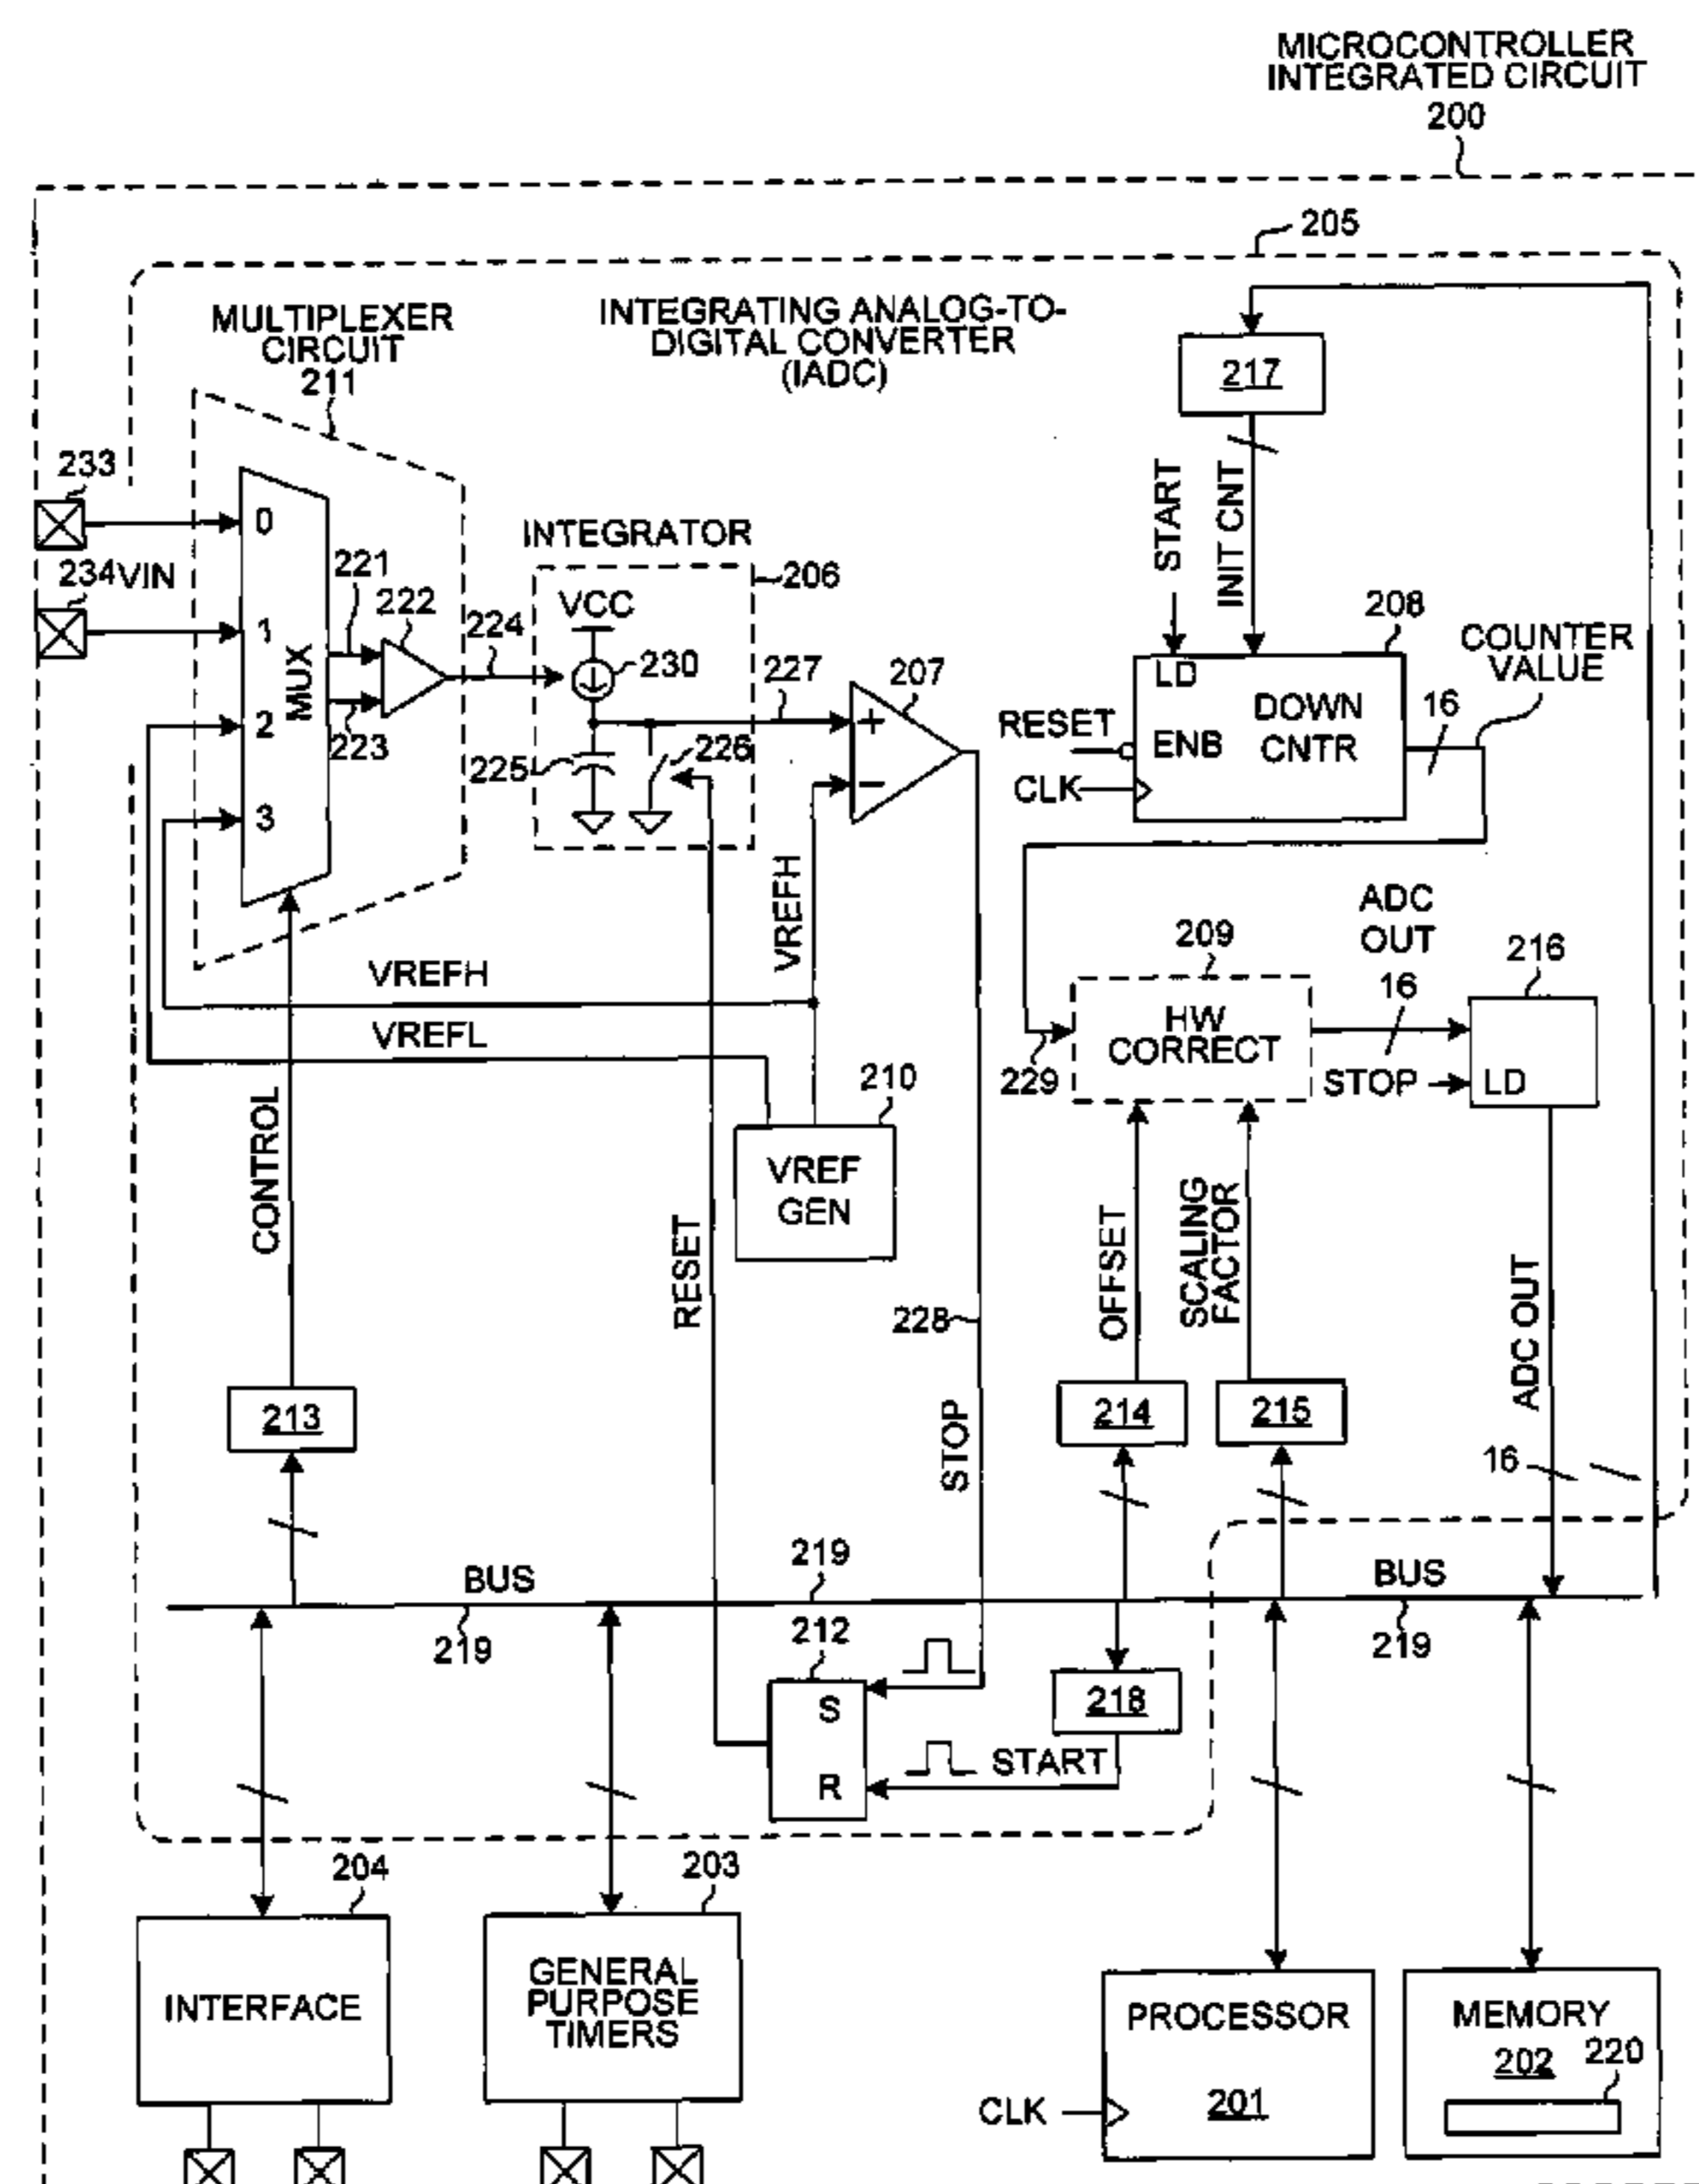 MICROCONTROLLER
INTEGRATED CIRCUIT
200
205
MULTIPLEXER
CIRCUIT
211
INTEGRATING ANALOG-TO-
DIGITAL CONVERTER
(IADC)
217
233
0
START
INIT CNT
INTEGRATOR
234 VIN
221
222
206
VCC
208
1
224
COUNTER
VALUE
MUX
230
227
207
LD
2
223
225
226
+
−
RESET
ENB
DOWN
CNTR
16
CLK
3
VREFH
ADC
OUT
209
216
VREFH
16
HW
CORRECT
VREFL
229
STOP
LD
210
CONTROL
VREF
GEN
RESET
OFFSET
SCALING
FACTOR
228
ADC OUT
213
214
215
STOP
16
BUS
219
BUS
219
212
219
S
218
START
R
204
203
INTERFACE
GENERAL
PURPOSE
TIMERS
PROCESSOR
MEMORY
202
220
CLK
201